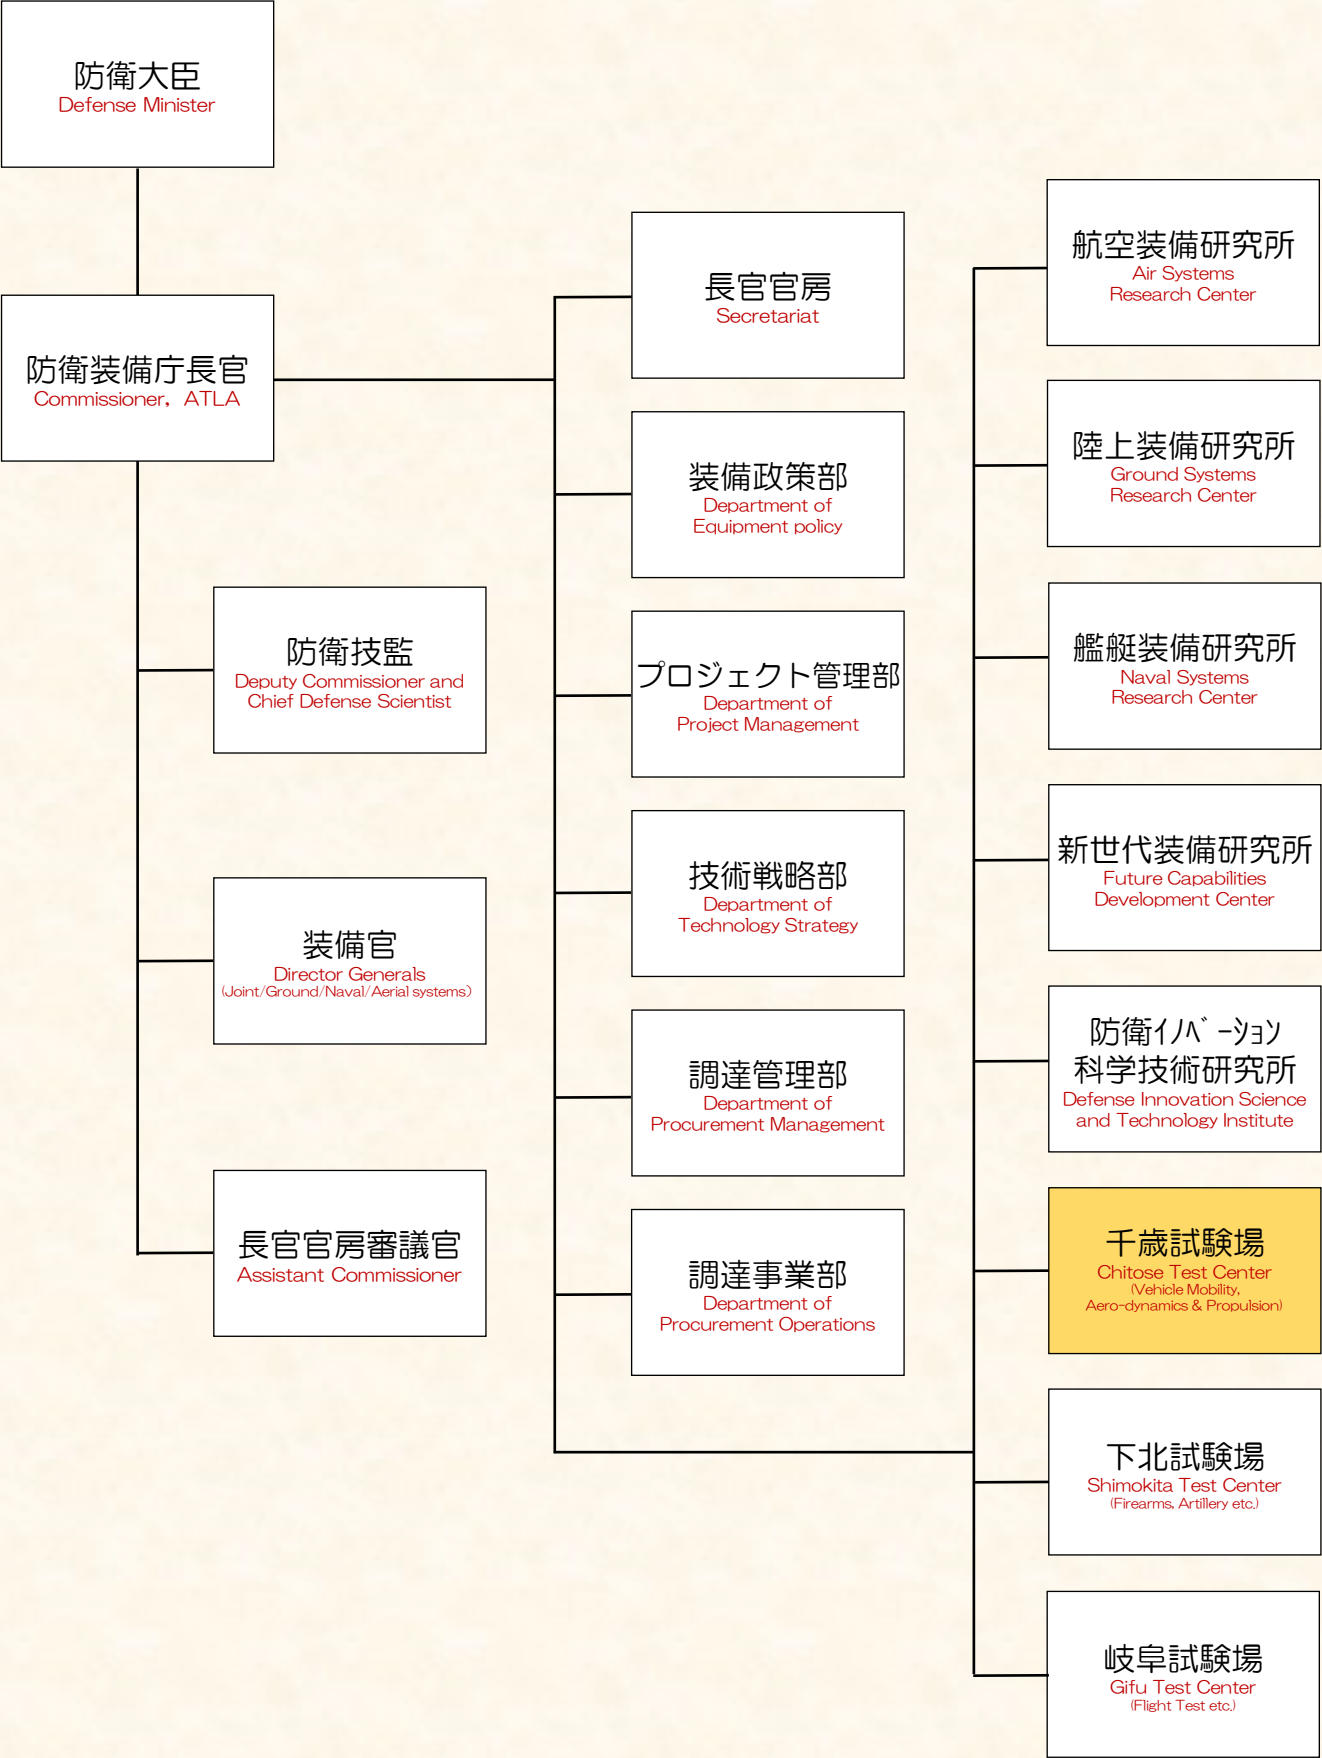 防衛大臣
Defense Minister
防衛装備庁長官
Commissioner, ATLA
防衛技監
Deputy Commissioner and
Chief Defense Scientist
装備官
Director Generals
(Joint/Ground/Naval/Aerial systems)
長官官房審議官
Assistant Commissioner
長官官房
Secretariat
装備政策部
Department of
Equipment policy
プロジェクト管理部
Department of
Project Management
技術戦略部
Department of
Technology Strategy
調達管理部
Department of
Procurement Management
調達事業部
Department of
Procurement Operations
航空装備研究所
Air Systems
Research Center
陸上装備研究所
Ground Systems
Research Center
艦艇装備研究所
Naval Systems
Research Center
新世代装備研究所
Future Capabilities
Development Center
防衛ｲﾉﾍﾞｰｼｮﾝ
科学技術研究所
Defense Innovation Science
and Technology Institute
千歳試験場
Chitose Test Center
(Vehicle Mobility,
Aero-dynamics & Propulsion)
下北試験場
Shimokita Test Center
(Firearms, Artillery etc.)
岐阜試験場
Gifu Test Center
(Flight Test etc.)